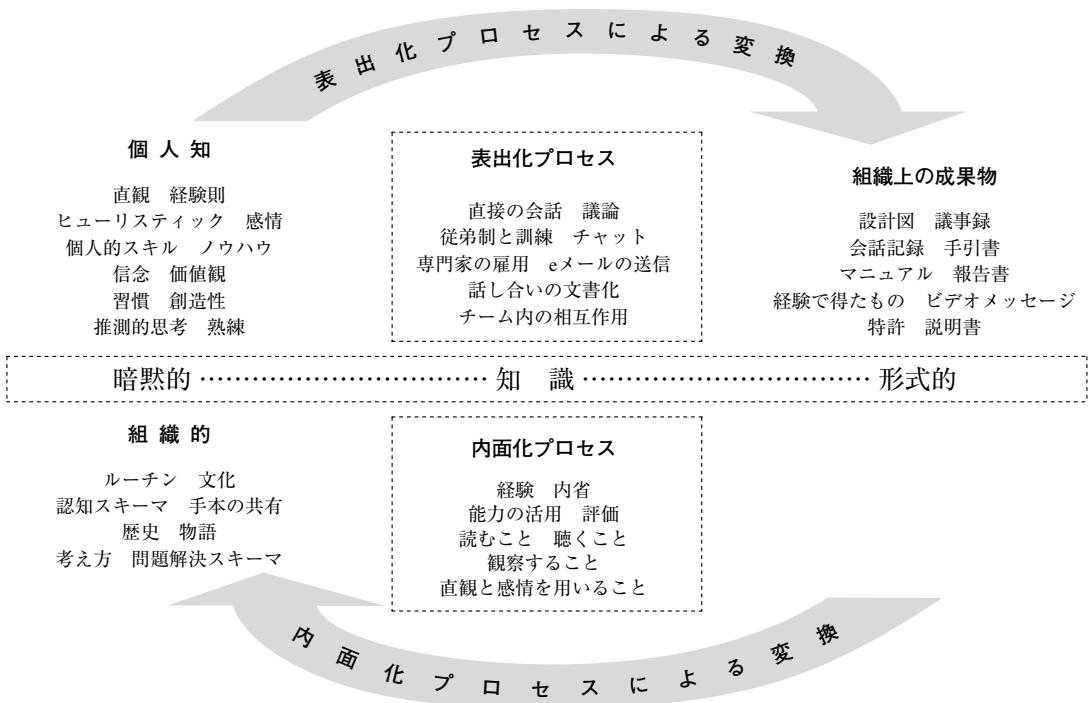 表出化プロセスによる変換
個人知
直観　経験則
ヒューリスティック　感情
個人的スキル　ノウハウ
信念　価値観
習慣　創造性
推測的思考　熟練
表出化プロセス
直接の会話　議論
従弟制と訓練　チャット
専門家の雇用　eメールの送信
話し合いの文書化
チーム内の相互作用
組織上の成果物
設計図　議事録
会話記録　手引書
マニュアル　報告書
経験で得たもの　ビデオメッセージ
特許　説明書
暗黙的 ……………………………… 知　識 ……………………………… 形式的
組織的
ルーチン　文化
認知スキーマ　手本の共有
歴史　物語
考え方　問題解決スキーマ
内面化プロセス
経験　内省
能力の活用　評価
読むこと　聴くこと
観察すること
直観と感情を用いること
内面化プロセスによる変換